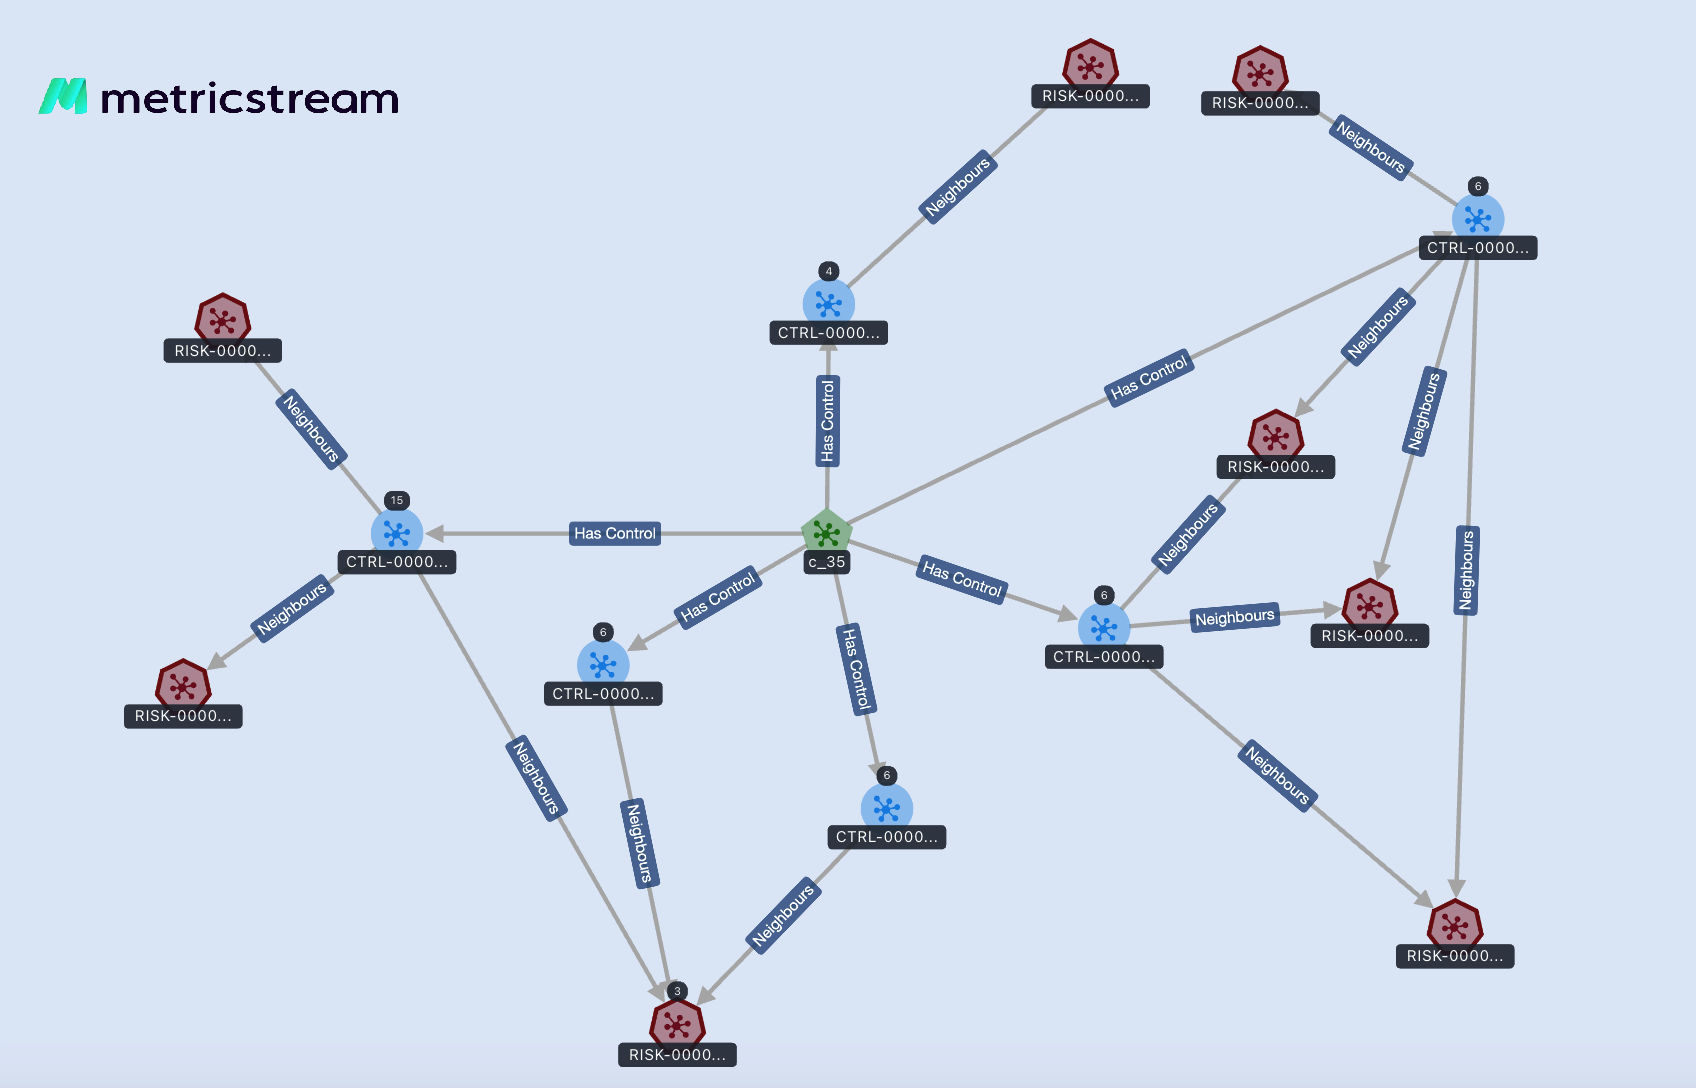 metricstream
RISK-0000...
RISK-0000...
Neighbours
Neighbours
6
CTRL-0000...
4
CTRL-0000...
RISK-0000...
Neighbours
Has Control
Has Control
Neighbours
Neighbours
Neighbours
RISK-0000...
15
CTRL-0000...
Has Control
c_35
Neighbours
Neighbours
Has Control
Has Control
Has Control
6
CTRL-0000...
Neighbours
RISK-0000...
Neighbours
6
CTRL-0000...
RISK-0000...
Neighbours
Neighbours
6
CTRL-0000...
Neighbours
Neighbours
RISK-0000...
3
RISK-0000...